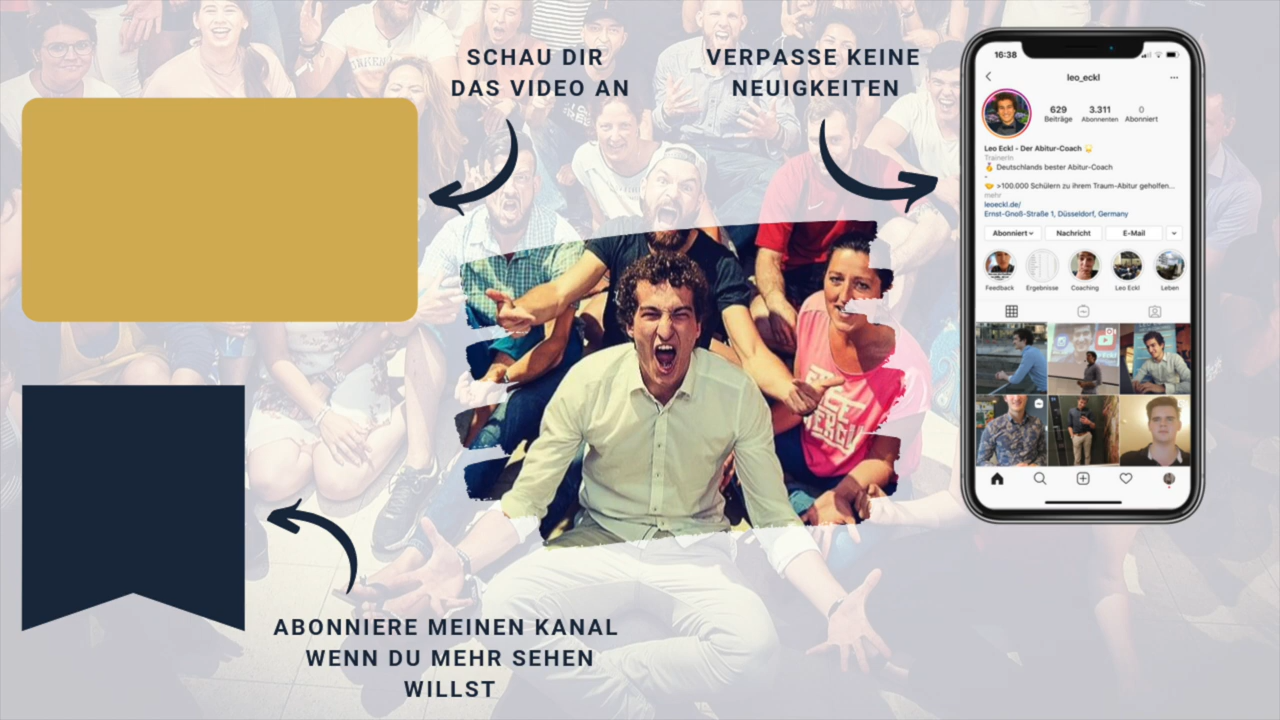 SCHAU DIR
DAS VIDEO AN
VERPASSE KEINE
NEUIGKEITEN
16:38
leo_eckl
629 3.311 0
Beiträge Abonnenten Abonniert
Leo Eckl - Der Abitur-Coach
TrainerIn
Deutschlands bester Abitur-Coach
-
>100.000 Schülern zu ihrem Traum-Abitur geholfen...
mehr
leoeckl.de/
Ernst-Gnoß-Straße 1, Düsseldorf, Germany
Abonniert Nachricht E-Mail
Feedback Ergebnisse Coaching Leo Eckl Leben
ABONNIERE MEINEN KANAL
WENN DU MEHR SEHEN
WILLST